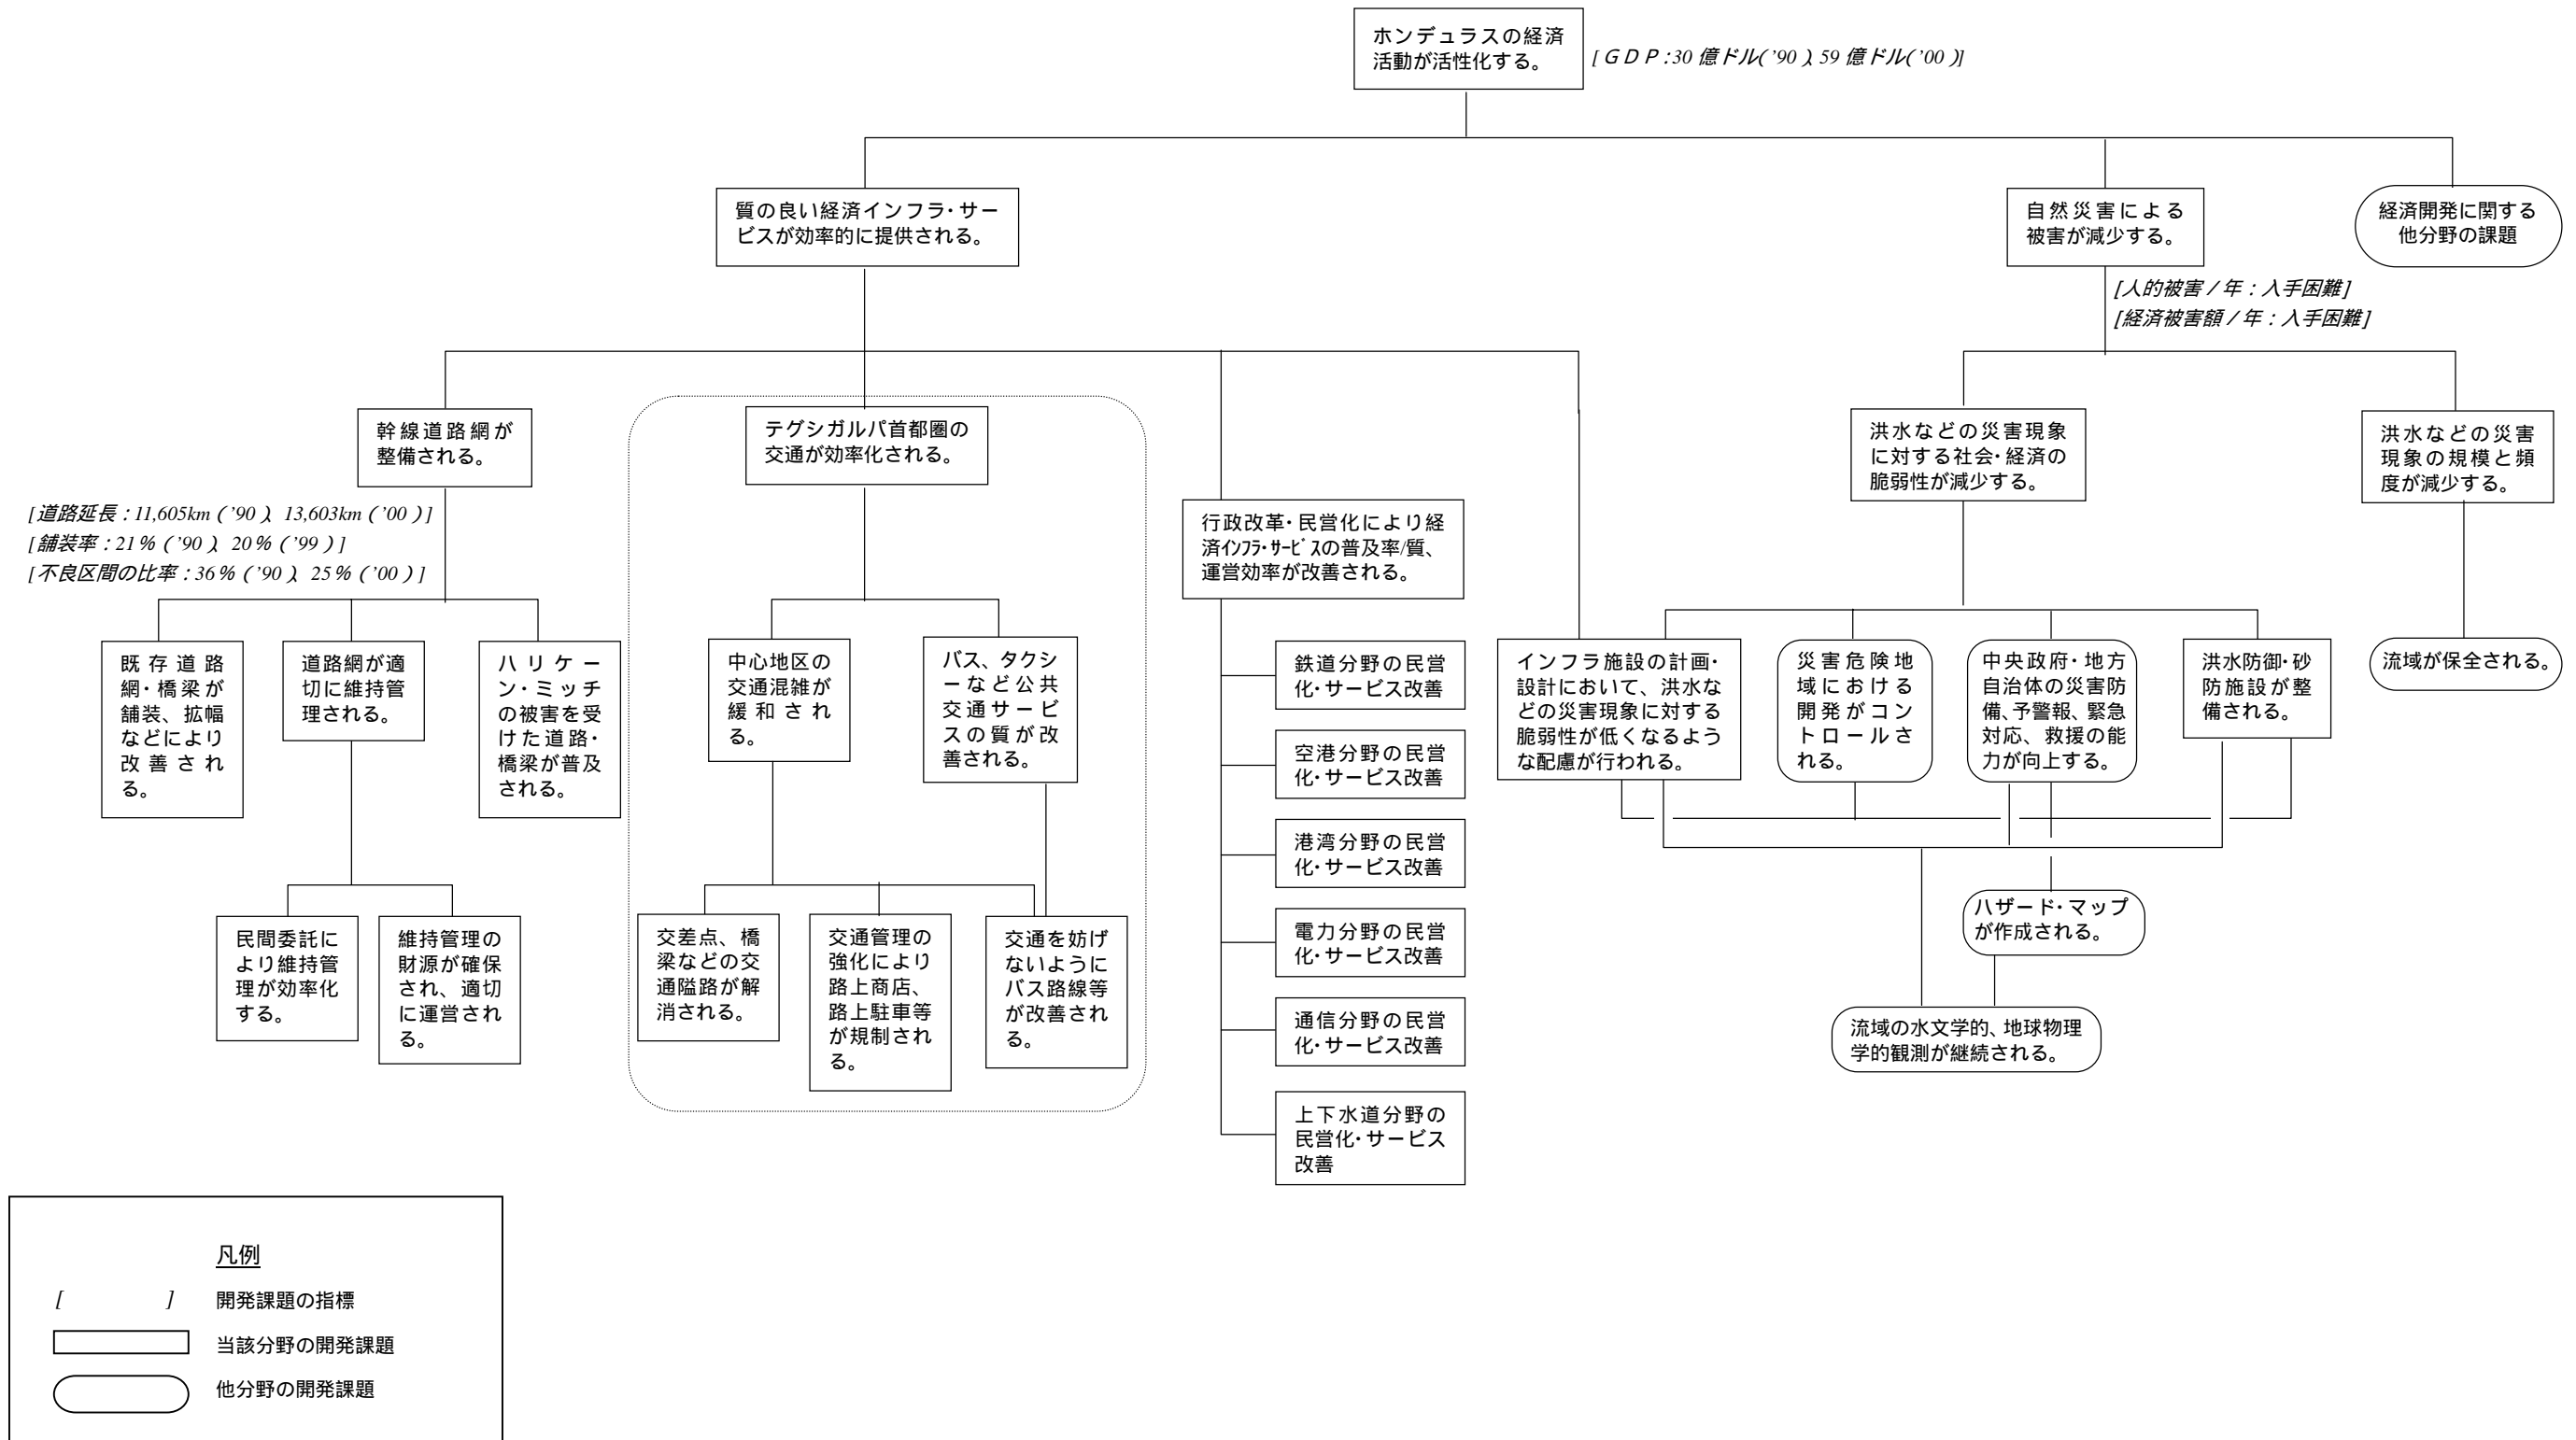 ホンデュラスの経済
活動が活性化する。
[ＧＤＰ：30 億ドル(’90 )、59 億ドル(’00 )]
質の良い経済インフラ・サー
ビスが効率的に提供される。
自然災害による
被害が減少する。
経済開発に関する
他分野の課題
[人的被害／年：入手困難]
[経済被害額／年：入手困難]
幹線道路網が
整備される。
テグシガルパ首都圏の
交通が効率化される。
洪水などの災害現象
に対する社会・経済の
脆弱性が減少する。
洪水などの災害
現象の規模と頻
度が減少する。
[道路延長：11,605km（’90）、13,603km（’00）]
[舗装率：21％（’90）、20％（’99）]
[不良区間の比率：36％（’90）、25％（’00）]
行政改革・民営化により経
済ｲﾝﾌﾗ・ｻｰﾋﾞｽの普及率/質、
運営効率が改善される。
既存道路
網・橋梁が
舗装、拡幅
などにより
改善され
る。
道路網が適
切に維持管
理される。
ハリケー
ン・ミッチ
の被害を受
けた道路・
橋梁が普及
される。
中心地区の
交通混雑が
緩和され
る。
バス、タクシ
ーなど公共
交通サービ
スの質が改
善される。
鉄道分野の民営
化・サービス改善
空港分野の民営
化・サービス改善
港湾分野の民営
化・サービス改善
電力分野の民営
化・サービス改善
通信分野の民営
化・サービス改善
上下水道分野の
民営化・サービス
改善
インフラ施設の計画・
設計において、洪水な
どの災害現象に対する
脆弱性が低くなるよう
な配慮が行われる。
災害危険地
域における
開発がコン
トロールさ
れる。
中央政府・地方
自治体の災害防
備、予警報、緊急
対応、救援の能
力が向上する。
洪水防御・砂
防施設が整
備される。
流域が保全される。
民間委託に
より維持管
理が効率化
する。
維持管理の
財源が確保
され、適切
に運営され
る。
交差点、橋
梁などの交
通隘路が解
消される。
交通管理の
強化により
路上商店、
路上駐車等
が規制され
る。
交通を妨げ
ないように
バス路線等
が改善され
る。
ハザード・マップ
が作成される。
流域の水文学的、地球物理
学的観測が継続される。
凡例
[　　　　] 開発課題の指標
当該分野の開発課題
他分野の開発課題